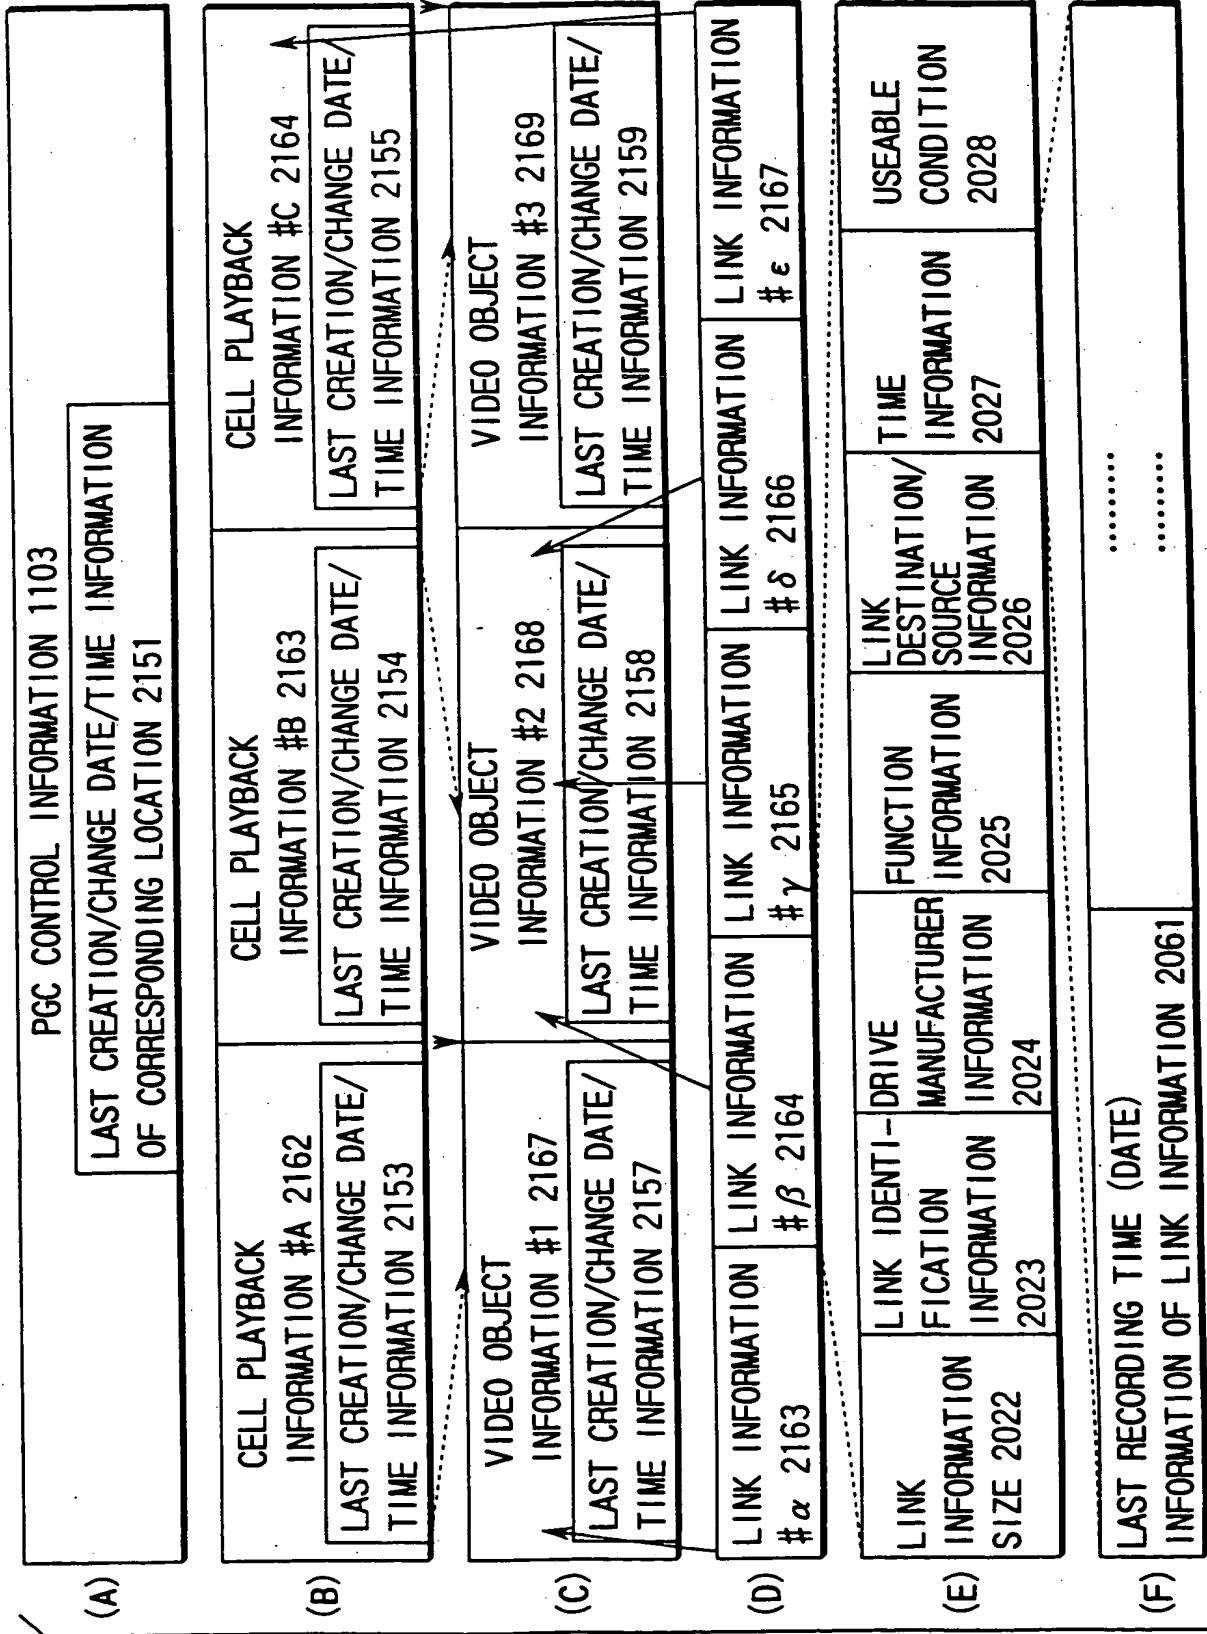 (A)
PGC CONTROL INFORMATION 1103
LAST CREATION/CHANGE DATE/TIME INFORMATION
OF CORRESPONDING LOCATION 2151
(B)
CELL PLAYBACK
INFORMATION #A 2162
LAST CREATION/CHANGE DATE/
TIME INFORMATION 2153
CELL PLAYBACK
INFORMATION #B 2163
LAST CREATION/CHANGE DATE/
TIME INFORMATION 2154
CELL PLAYBACK
INFORMATION #C 2164
LAST CREATION/CHANGE DATE/
TIME INFORMATION 2155
(C)
VIDEO OBJECT
INFORMATION #1 2167
LAST CREATION/CHANGE DATE/
TIME INFORMATION 2157
VIDEO OBJECT
INFORMATION #2 2168
LAST CREATION/CHANGE DATE/
TIME INFORMATION 2158
VIDEO OBJECT
INFORMATION #3 2169
LAST CREATION/CHANGE DATE/
TIME INFORMATION 2159
(D)
LINK INFORMATION
#α 2163
LINK INFORMATION
#β 2164
LINK INFORMATION
#γ 2165
LINK INFORMATION
#δ 2166
LINK INFORMATION
#ε 2167
(E)
LINK
INFORMATION
SIZE 2022
LINK IDENTI-
FICATION
INFORMATION
2023
DRIVE
MANUFACTURER
INFORMATION
2024
FUNCTION
INFORMATION
2025
LINK
DESTINATION/
SOURCE
INFORMATION
2026
TIME
INFORMATION
2027
USEABLE
CONDITION
2028
(F)
LAST RECORDING TIME (DATE)
INFORMATION OF LINK INFORMATION 2061
.........
.........